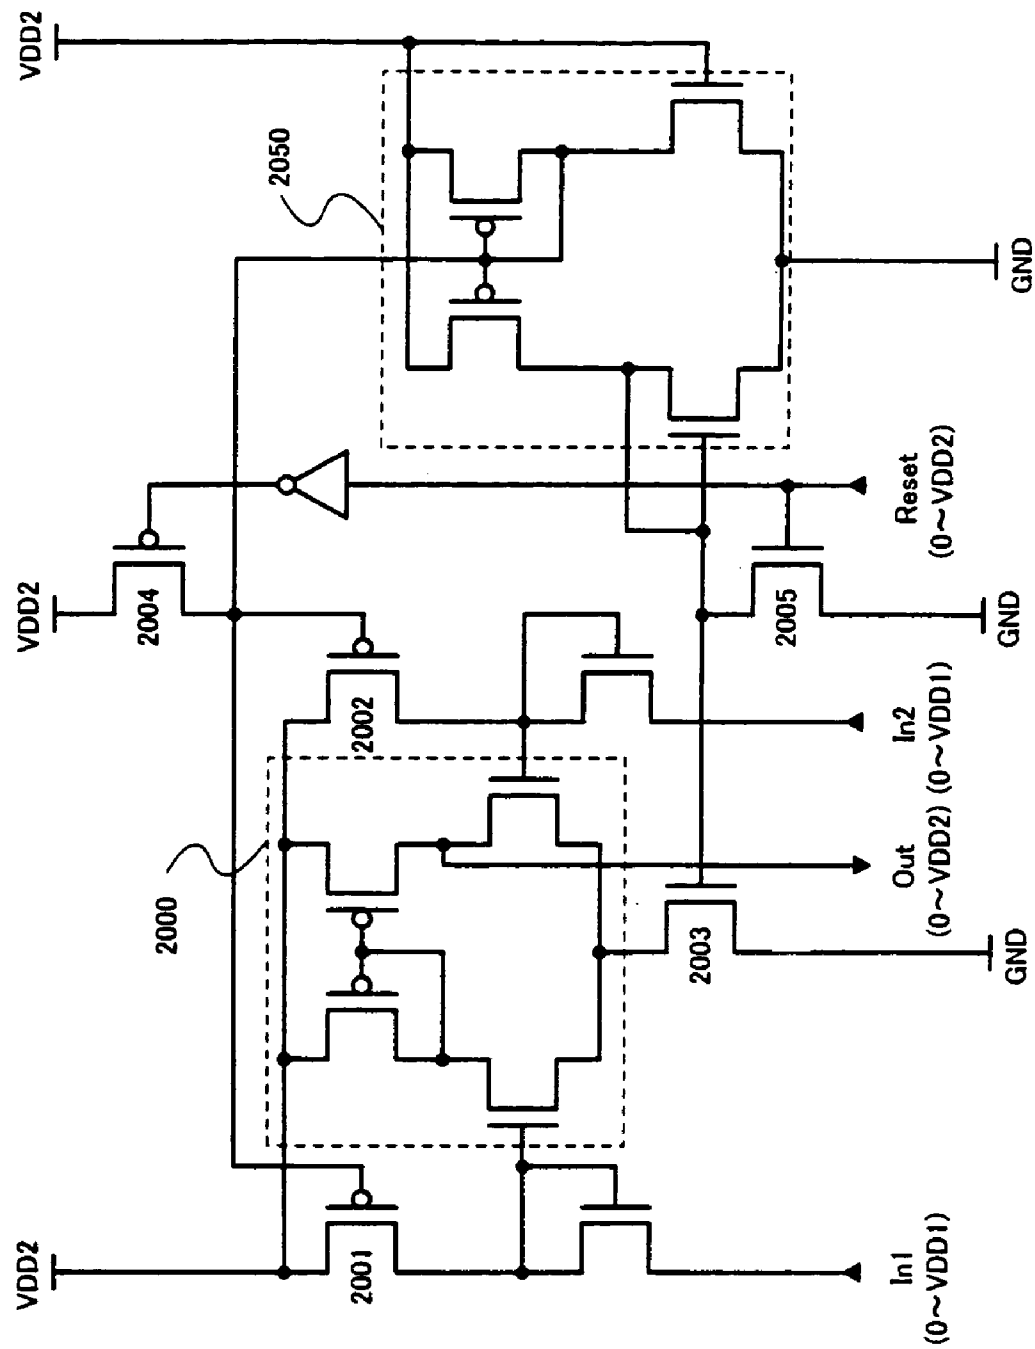 VDD2
VDD2
VDD2
2004
2050
2000
2001
2002
2003
2005
In1
(0~VDD1)
Out
(0~VDD2)
In2
(0~VDD1)
Reset
(0~VDD2)
GND
GND
GND